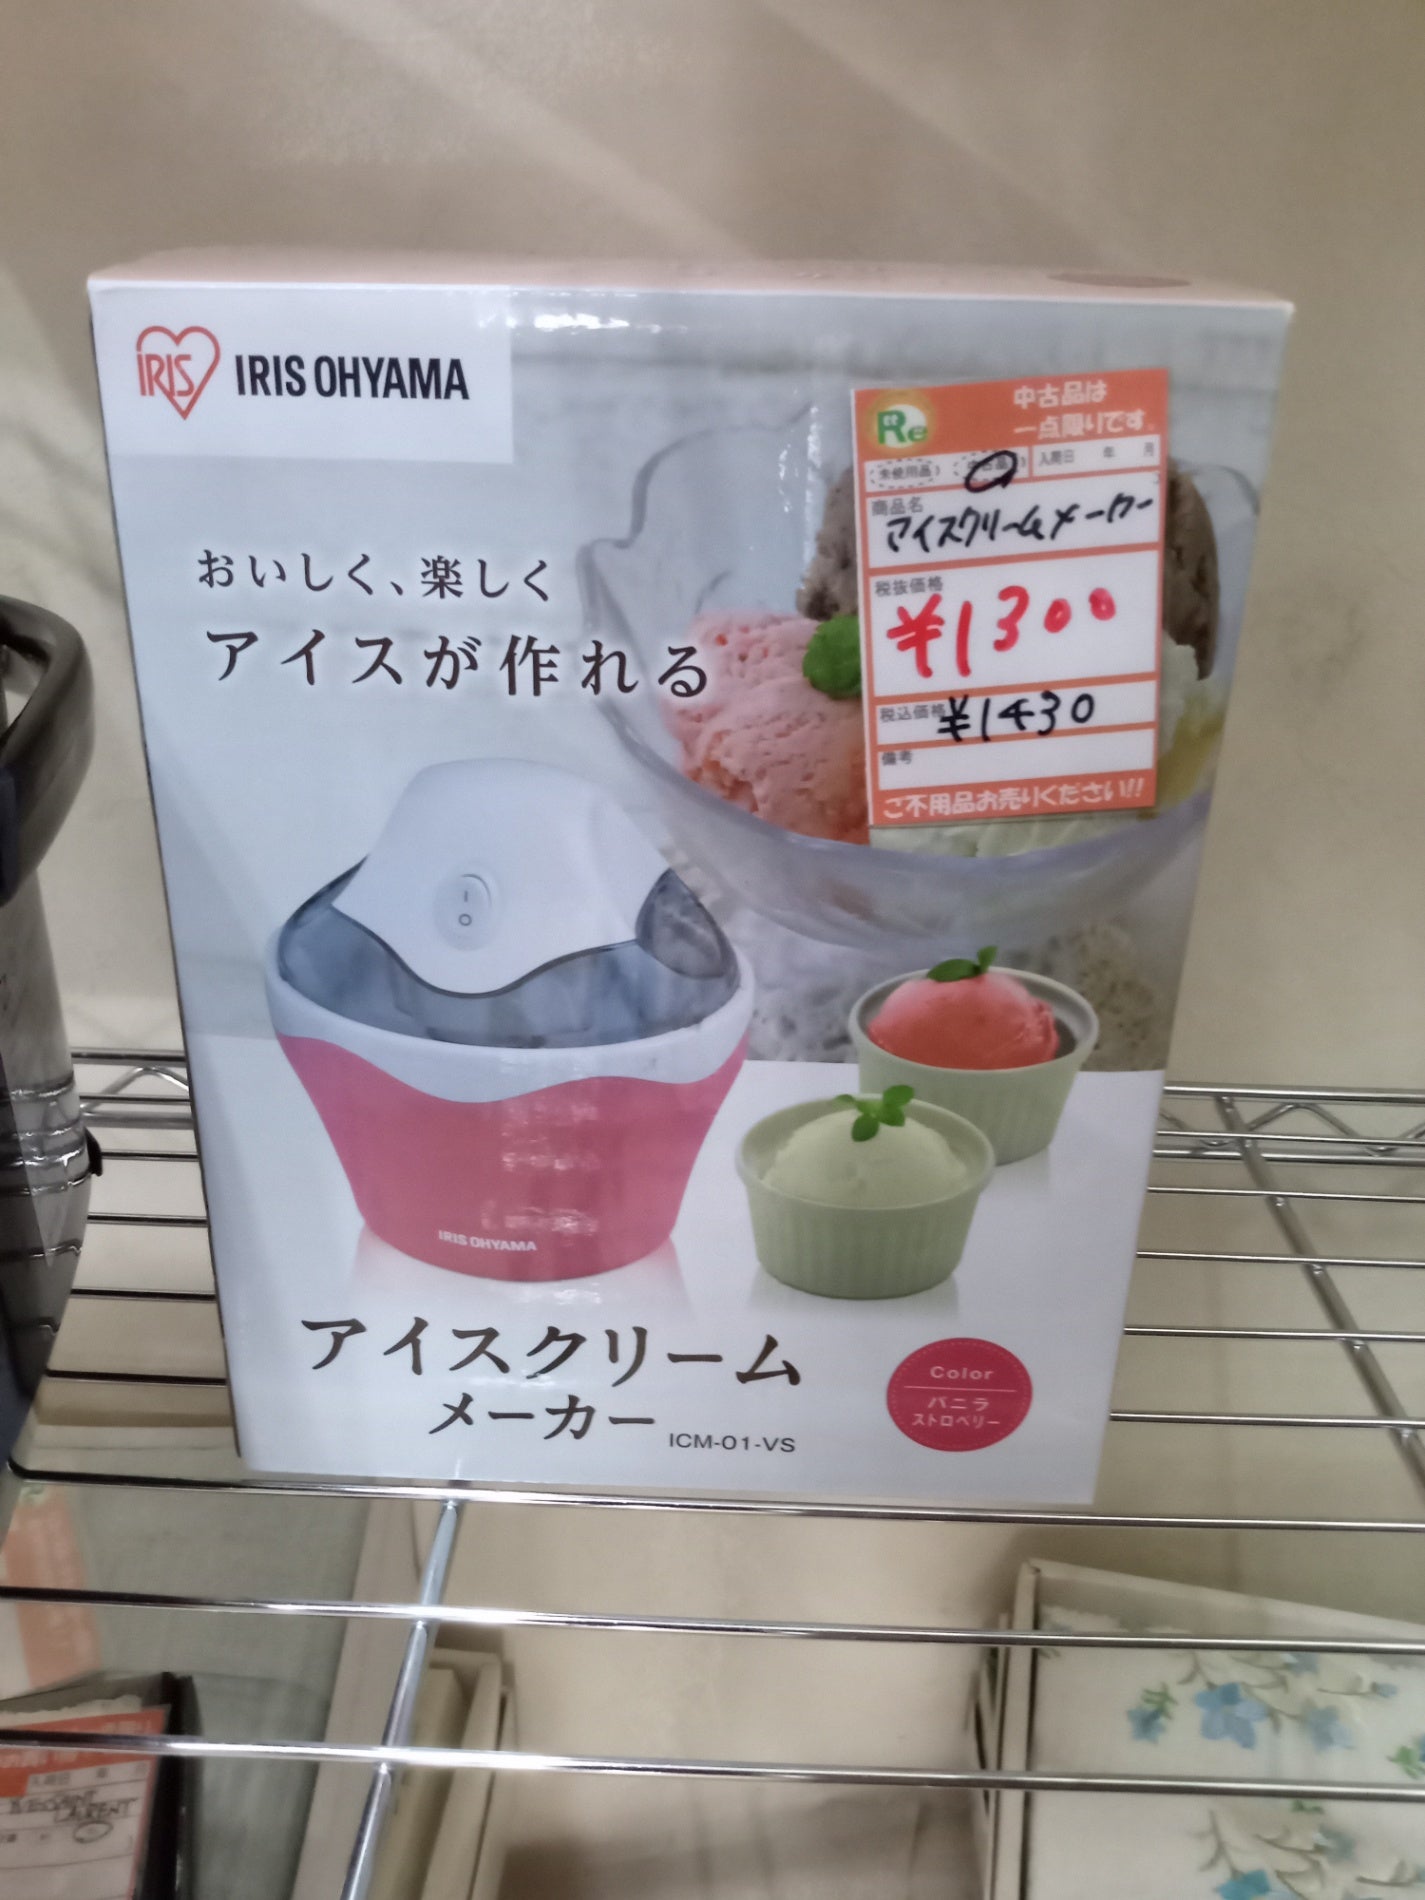 IRIS
IRIS OHYAMA
おいしく、楽しく
アイスが作れる
Re
中古品は
一点限りです。
未使用品 中古品 入荷日 年 月
商品名
アイスクリームメーカー
税抜価格
¥1300
税込価格 ¥1430
備考
ご不用品お売りください!!
IRIS OHYAMA
アイスクリーム
メーカー ICM-01-VS
Color
バニラ
ストロベリー